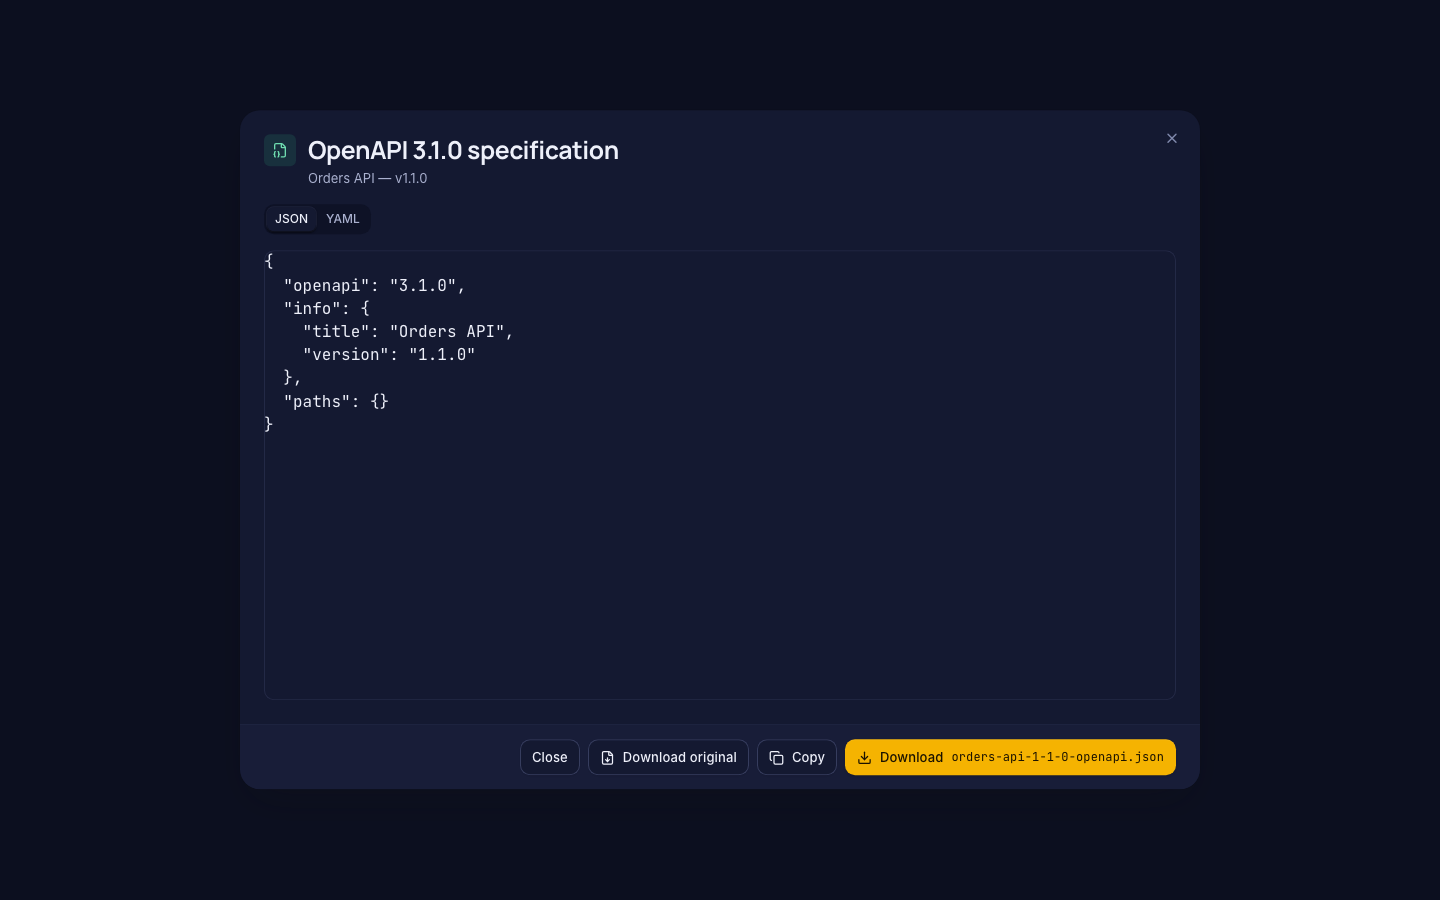 OpenAPI 3.1.0 specification
Orders API — v1.1.0
JSON YAML
{
  "openapi": "3.1.0",
  "info": {
    "title": "Orders API",
    "version": "1.1.0"
  },
  "paths": {}
}
Close Download original Copy Download orders-api-1-1-0-openapi.json